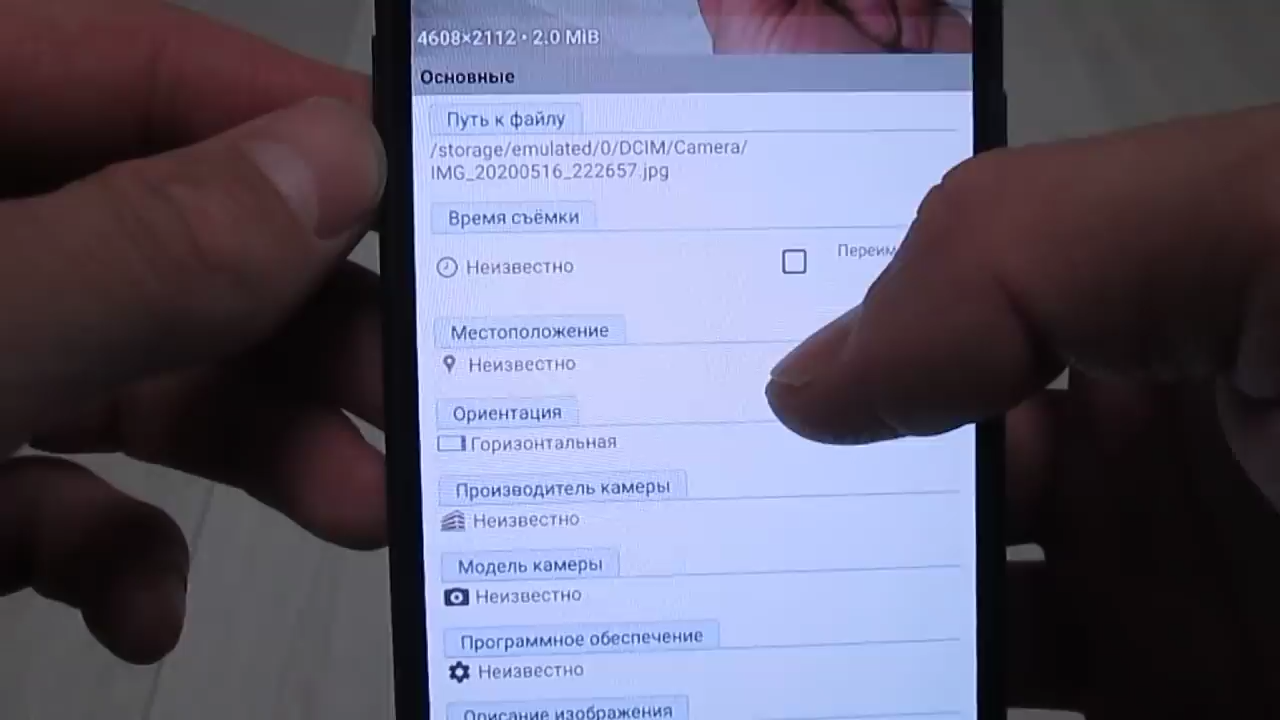 4608×2112 • 2.0 MiB
Основные
Путь к файлу
/storage/emulated/0/DCIM/Camera/
IMG_20200516_222657.jpg
Время съёмки
Неизвестно
Местоположение
Неизвестно
Ориентация
Горизонтальная
Производитель камеры
Неизвестно
Модель камеры
Неизвестно
Программное обеспечение
Неизвестно
Описание изображения